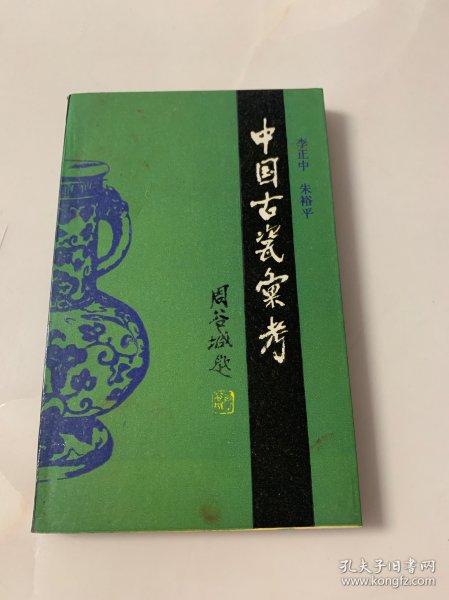 中国古瓷彙考
李正中 朱裕平
周谷城题
孔夫子旧书网
www.kongfz.com